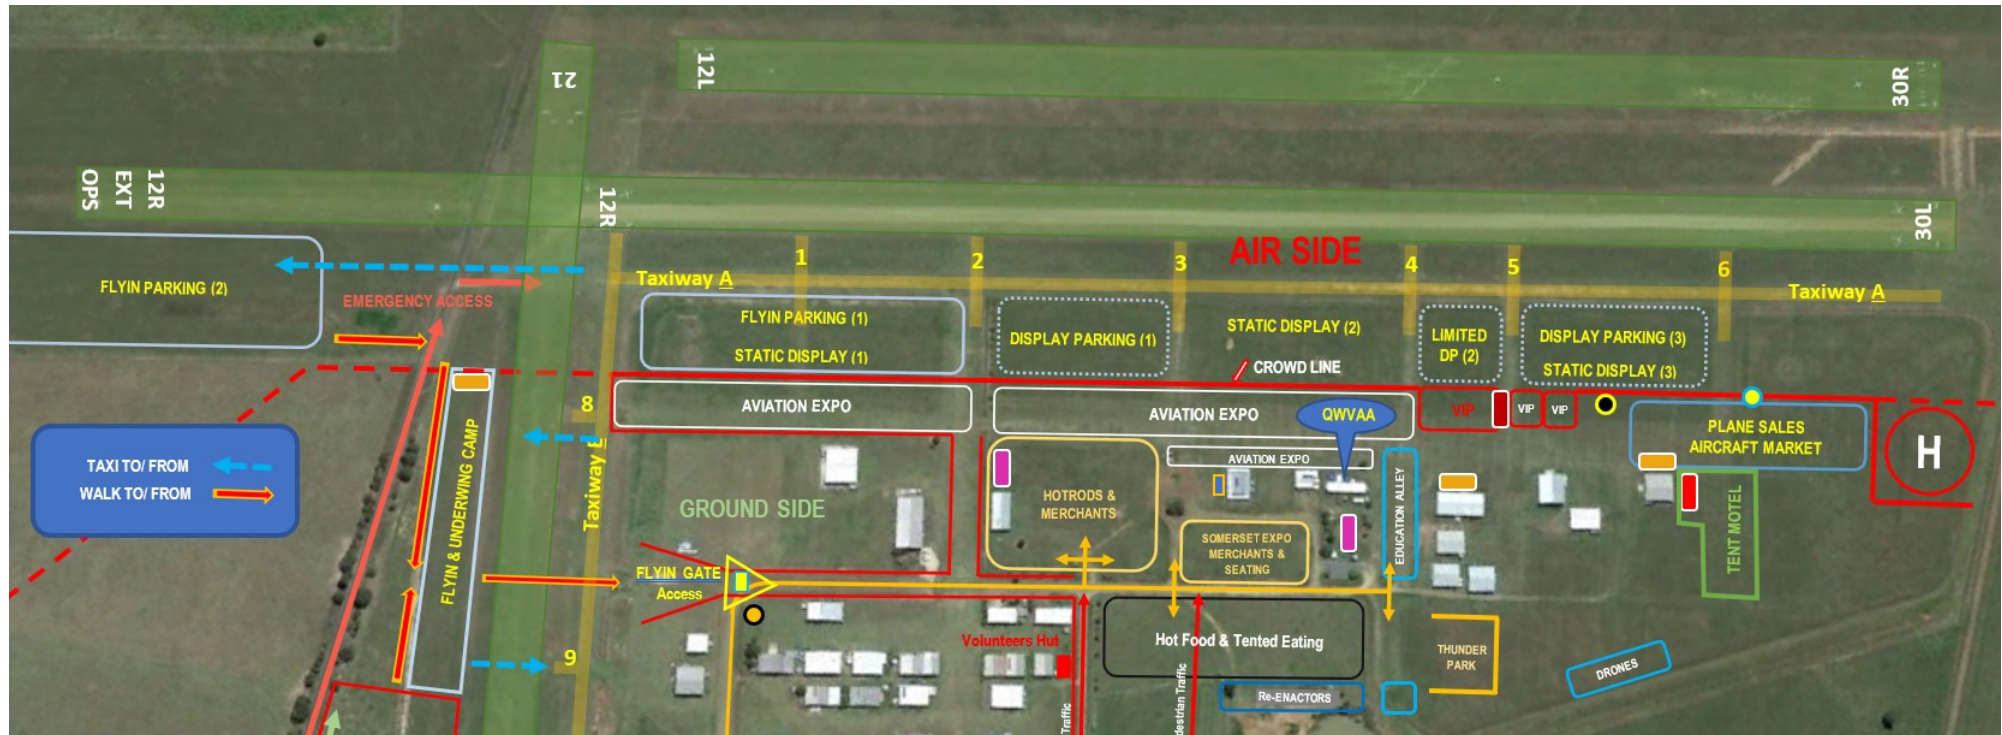 21
12L
30R
12R
EXT
OPS
12R
30L
AIR SIDE
1
2
3
4
5
6
Taxiway A
Taxiway A
FLYIN PARKING (2)
EMERGENCY ACCESS
FLYIN PARKING (1)
STATIC DISPLAY (1)
DISPLAY PARKING (1)
STATIC DISPLAY (2)
LIMITED
DP (2)
DISPLAY PARKING (3)
STATIC DISPLAY (3)
CROWD LINE
8
AVIATION EXPO
AVIATION EXPO
QWVAA
VIP
VIP
VIP
PLANE SALES
AIRCRAFT MARKET
H
TAXI TO/ FROM
WALK TO/ FROM
FLYIN & UNDERWING CAMP
Taxiway
AVIATION EXPO
GROUND SIDE
HOTRODS &
MERCHANTS
EDUCATION ALLEY
TENT MOTEL
SOMERSET EXPO
MERCHANTS &
SEATING
FLYIN GATE
Access
9
Volunteers Hut
Hot Food & Tented Eating
THUNDER
PARK
DRONES
Re-ENACTORS
Traffic
destrian Traffic